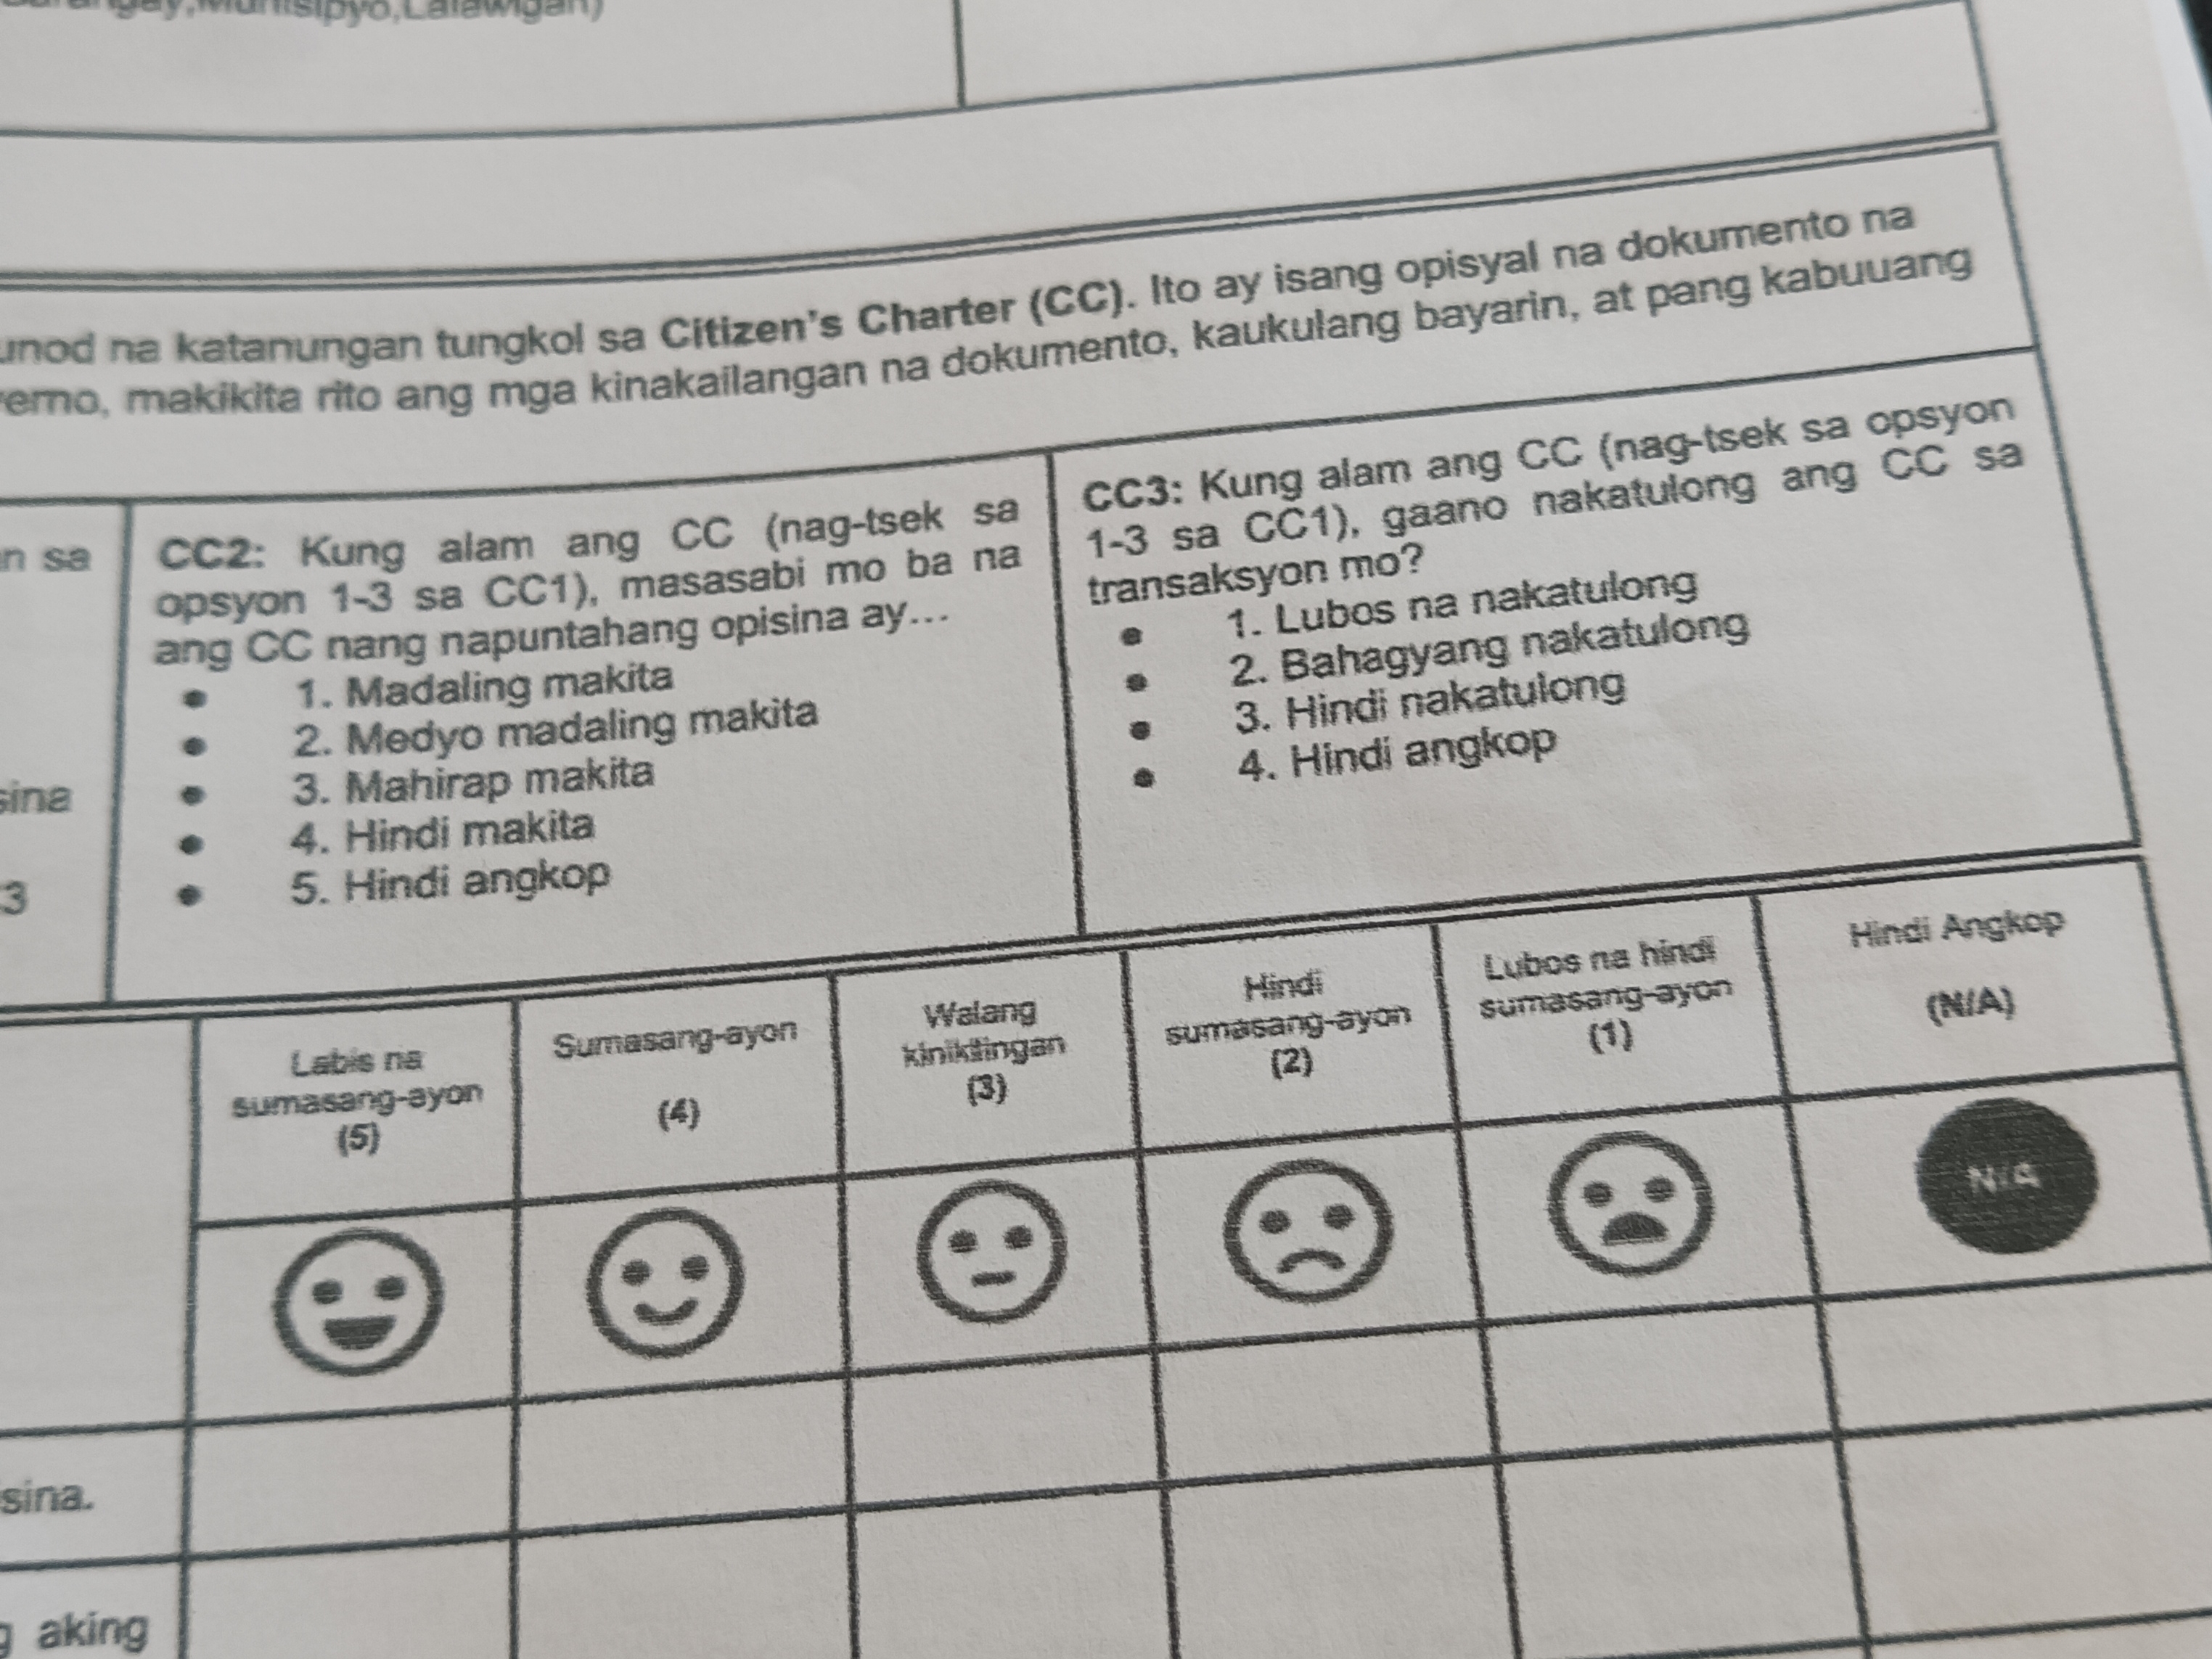 Munisipyo,Lalawigan)
na katanungan tungkol sa Citizen's Charter (CC). Ito ay isang opisyal na dokumento na
makikita rito ang mga kinakailangan na dokumento, kaukulang bayarin, at pang kabuuang
sa
sina
3
CC2: Kung alam ang CC (nag-tsek sa
opsyon 1-3 sa CC1), masasabi mo ba na
ang CC nang napuntahang opisina ay...
• 1. Madaling makita
• 2. Medyo madaling makita
• 3. Mahirap makita
• 4. Hindi makita
• 5. Hindi angkop
CC3: Kung alam ang CC (nag-tsek sa opsyon
1-3 sa CC1), gaano nakatulong ang CC sa
transaksyon mo?
• 1. Lubos na nakatulong
• 2. Bahagyang nakatulong
• 3. Hindi nakatulong
• 4. Hindi angkop
Labis na
sumasang-ayon
(5)
Sumasang-ayon
(4)
Walang
(3)
Hindi
sumasang-ayon
(2)
Lubos na hindi
sumasang-ayon
(1)
Hindi Angkop
(N/A)
N/A
sina.
aking